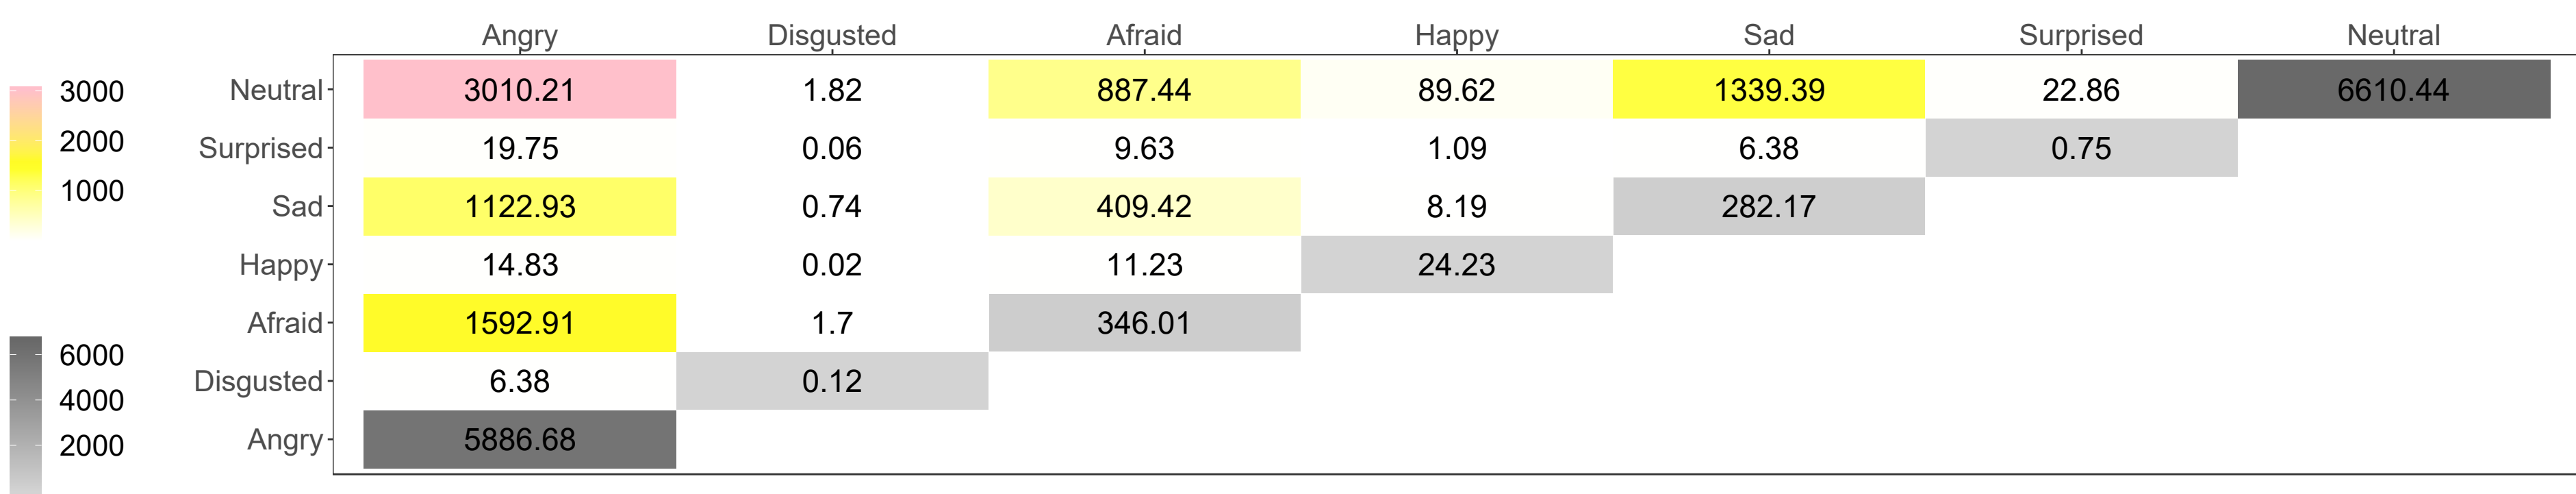 Angry Disgusted Afraid Happy Sad Surprised Neutral
3000
2000
1000
6000
4000
2000
Neutral 3010.21 1.82 887.44 89.62 1339.39 22.86 6610.44
Surprised 19.75 0.06 9.63 1.09 6.38 0.75
Sad 1122.93 0.74 409.42 8.19 282.17
Happy 14.83 0.02 11.23 24.23
Afraid 1592.91 1.7 346.01
Disgusted 6.38 0.12
Angry 5886.68